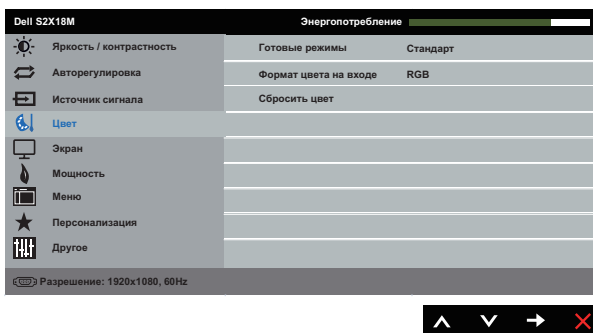 Dell S2X18M Энергопотребление
Яркость / контрастность Готовые режимы Стандарт
Авторегулировка Формат цвета на входе RGB
Источник сигнала Сбросить цвет
Цвет
Экран
Мощность
Меню
Персонализация
Другое
Разрешение: 1920x1080, 60Hz